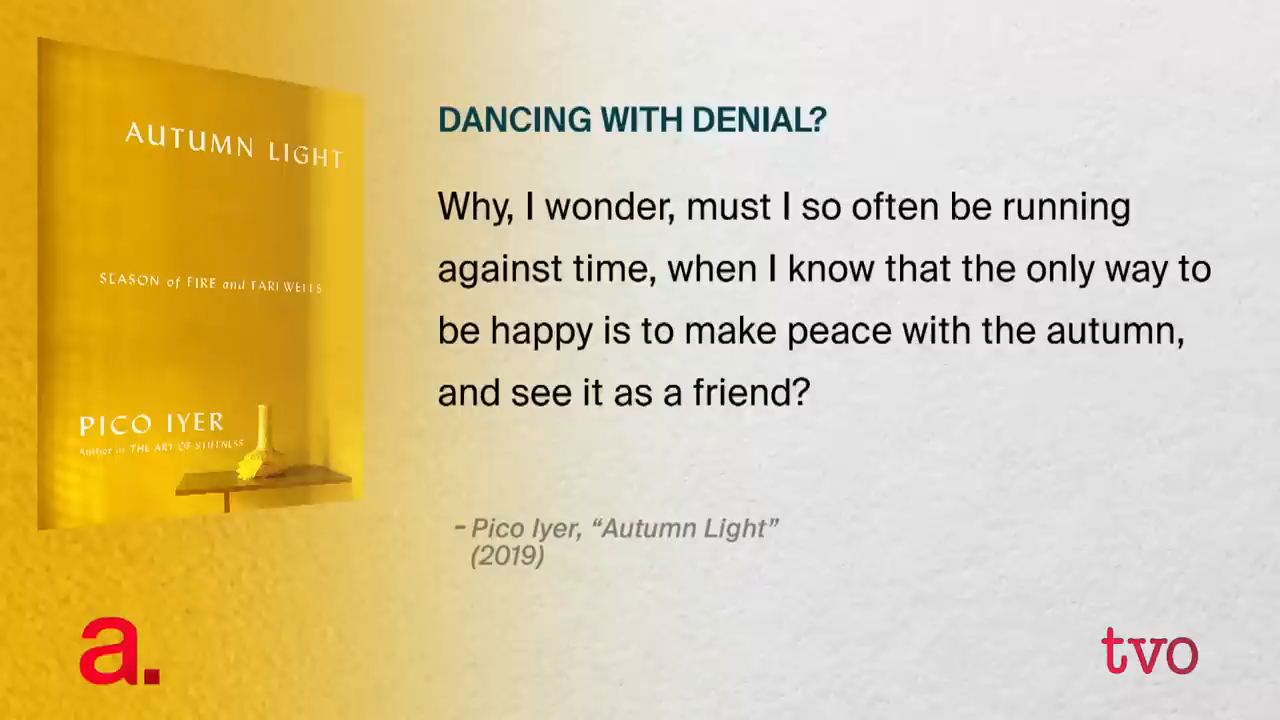 AUTUMN LIGHT
SEASON of FIRE and FAREWELLS
PICO IYER
Author of THE ART OF STILLNESS
DANCING WITH DENIAL?
Why, I wonder, must I so often be running
against time, when I know that the only way to
be happy is to make peace with the autumn,
and see it as a friend?
– Pico Iyer, “Autumn Light”
(2019)
a.
tvo